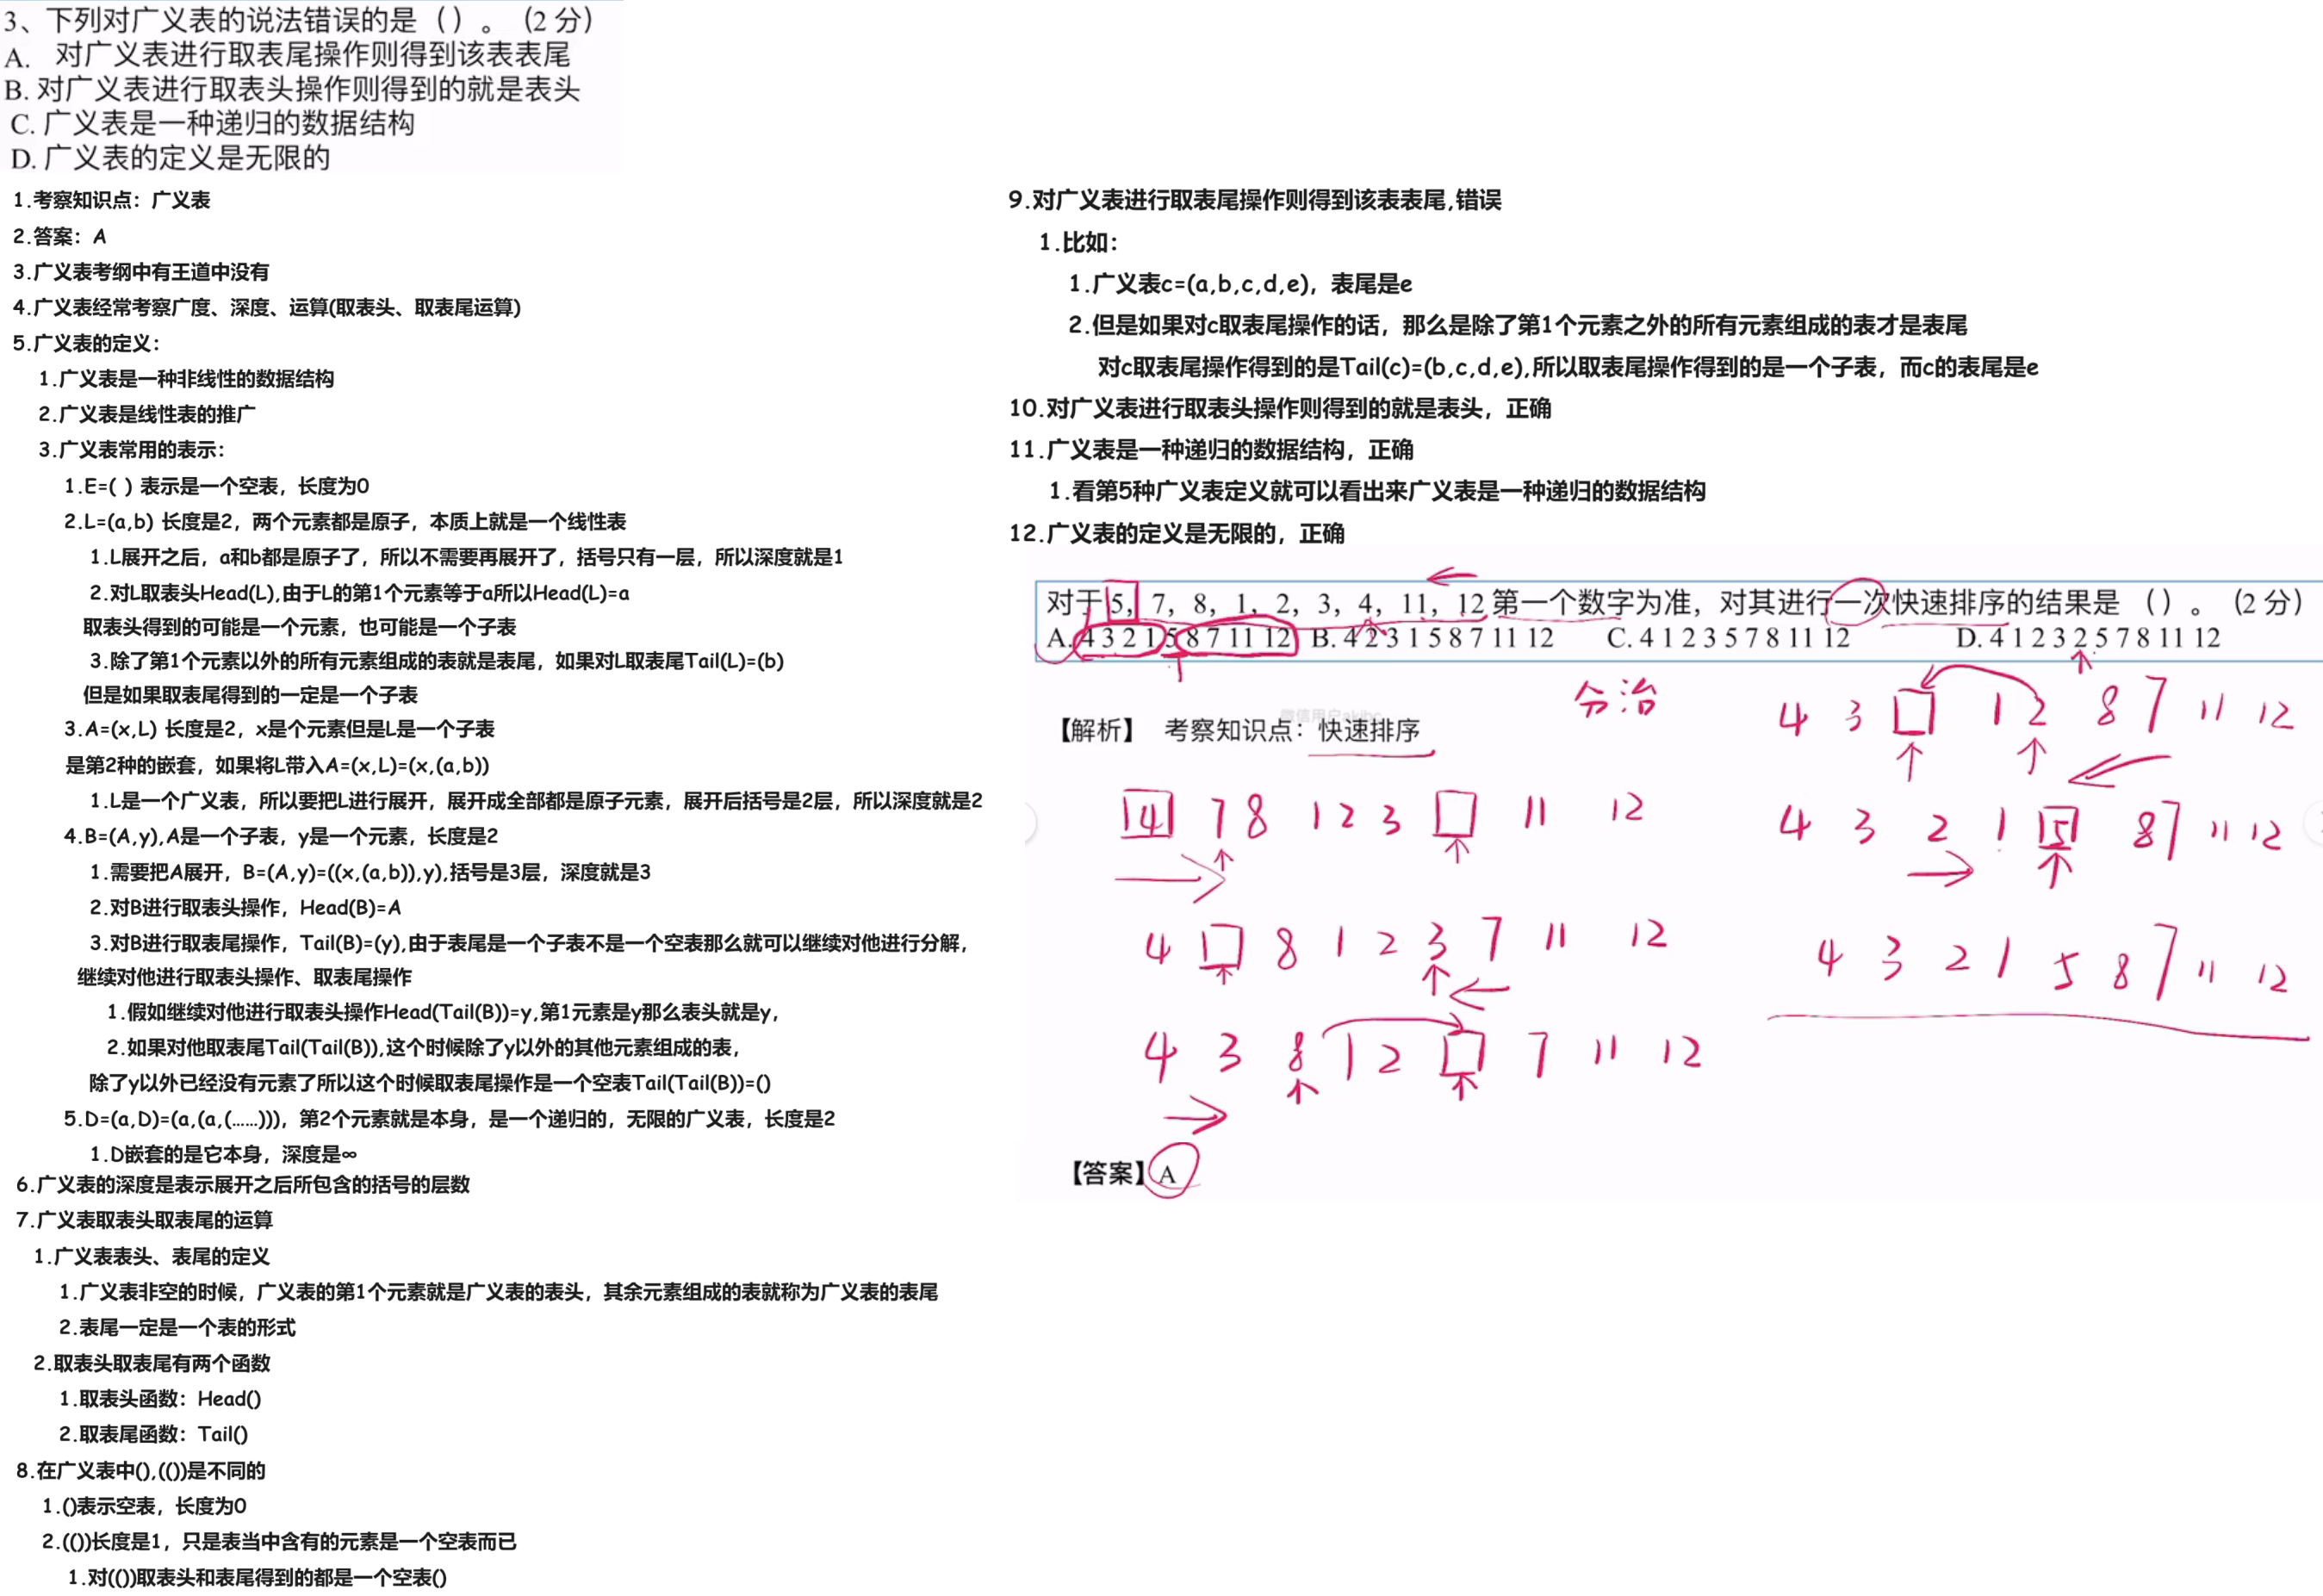 3、下列对广义表的说法错误的是（）。（2 分）
A. 对广义表进行取表尾操作则得到该表表尾
B. 对广义表进行取表头操作则得到的就是表头
C. 广义表是一种递归的数据结构
D. 广义表的定义是无限的
1.考察知识点：广义表
2.答案：A
3.广义表考纲中有王道中没有
4.广义表经常考察广度、深度、运算(取表头、取表尾运算)
5.广义表的定义：
1.广义表是一种非线性的数据结构
2.广义表是线性表的推广
3.广义表常用的表示：
1.E=( ) 表示是一个空表，长度为0
2.L=(a,b) 长度是2，两个元素都是原子，本质上就是一个线性表
1.L展开之后，a和b都是原子了，所以不需要再展开了，括号只有一层，所以深度就是1
2.对L取表头Head(L),由于L的第1个元素等于a所以Head(L)=a
取表头得到的可能是一个元素，也可能是一个子表
3.除了第1个元素以外的所有元素组成的表就是表尾，如果对L取表尾Tail(L)=(b)
但是如果取表尾得到的一定是一个子表
3.A=(x,L) 长度是2，x是个元素但是L是一个子表
是第2种的嵌套，如果将L带入A=(x,L)=(x,(a,b))
1.L是一个广义表，所以要把L进行展开，展开成全部都是原子元素，展开后括号是2层，所以深度就是2
4.B=(A,y),A是一个子表，y是一个元素，长度是2
1.需要把A展开，B=(A,y)=((x,(a,b)),y),括号是3层，深度就是3
2.对B进行取表头操作，Head(B)=A
3.对B进行取表尾操作，Tail(B)=(y),由于表尾是一个子表不是一个空表那么就可以继续对他进行分解，
继续对他进行取表头操作、取表尾操作
1.假如继续对他进行取表头操作Head(Tail(B))=y,第1元素是y那么表头就是y，
2.如果对他取表尾Tail(Tail(B)),这个时候除了y以外的其他元素组成的表，
除了y以外已经没有元素了所以这个时候取表尾操作是一个空表Tail(Tail(B))=()
5.D=(a,D)=(a,(a,(……)))，第2个元素就是本身，是一个递归的，无限的广义表，长度是2
1.D嵌套的是它本身，深度是∞
6.广义表的深度是表示展开之后所包含的括号的层数
7.广义表取表头取表尾的运算
1.广义表表头、表尾的定义
1.广义表非空的时候，广义表的第1个元素就是广义表的表头，其余元素组成的表就称为广义表的表尾
2.表尾一定是一个表的形式
2.取表头取表尾有两个函数
1.取表头函数：Head()
2.取表尾函数：Tail()
8.在广义表中(),(())是不同的
1.()表示空表，长度为0
2.(())长度是1，只是表当中含有的元素是一个空表而已
1.对(())取表头和表尾得到的都是一个空表()
9.对广义表进行取表尾操作则得到该表表尾,错误
1.比如：
1.广义表c=(a,b,c,d,e)，表尾是e
2.但是如果对c取表尾操作的话，那么是除了第1个元素之外的所有元素组成的表才是表尾
对c取表尾操作得到的是Tail(c)=(b,c,d,e),所以取表尾操作得到的是一个子表，而c的表尾是e
10.对广义表进行取表头操作则得到的就是表头，正确
11.广义表是一种递归的数据结构，正确
1.看第5种广义表定义就可以看出来广义表是一种递归的数据结构
12.广义表的定义是无限的，正确
对于 5，7，8，1，2，3，4，11，12 第一个数字为准，对其进行一次快速排序的结果是（）。（2 分）
A. 4 3 2 1 5 8 7 11 12 B. 4 2 3 1 5 8 7 11 12 C. 4 1 2 3 5 7 8 11 12 D. 4 1 2 3 2 5 7 8 11 12
分治
【解析】 考察知识点：快速排序
4 7 8 1 2 3 11 12
4 8 1 2 3 7 11 12
4 3 8 1 2 7 11 12
4 3 1 2 8 7 11 12
4 3 2 1 5 8 7 11 12
4 3 2 1 5 8 7 11 12
【答案】A